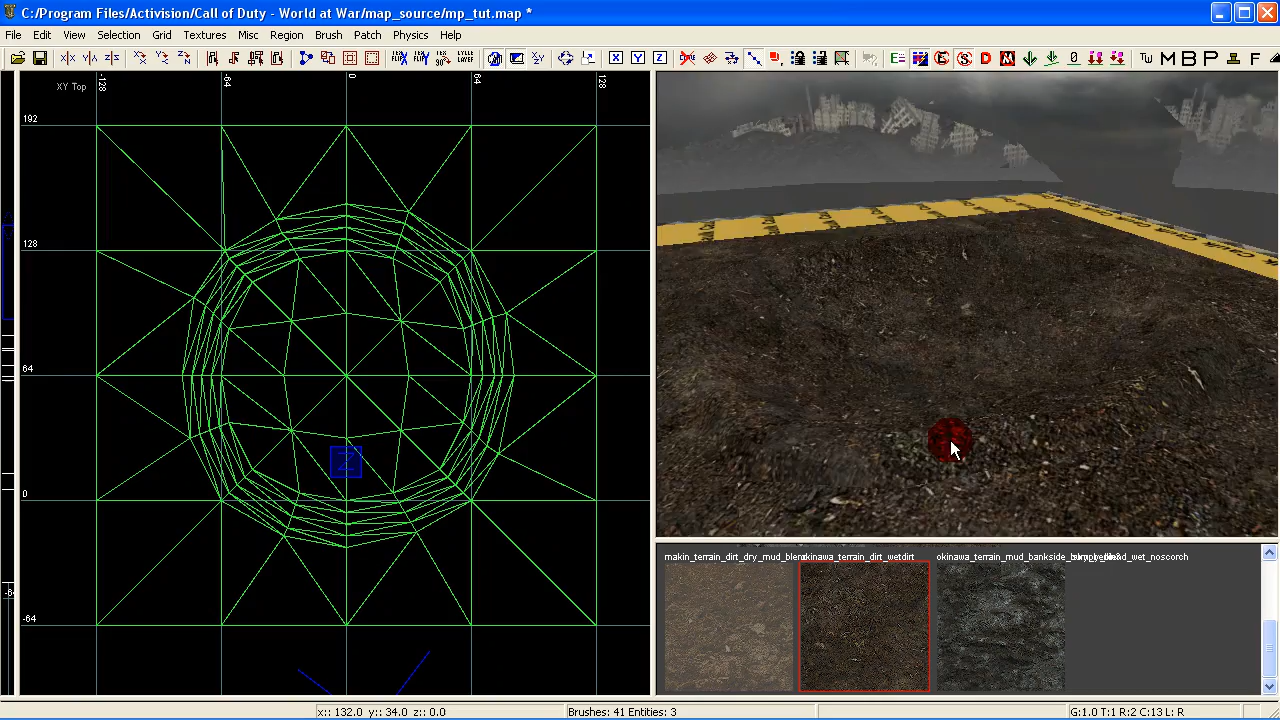 C:/Program Files/Activision/Call of Duty - World at War/map_source/mp_tut.map *
File Edit View Selection Grid Textures Misc Region Brush Patch Physics Help
XY Top
-128 -64 0 64 128
192
128
64
0
-64
Z
makin_terrain_dirt_dry_mud_blen
okinawa_terrain_dirt_wetdirt
okinawa_terrain_mud_bankside_
ad_wet_noscorch
x:: 132.0 y:: 34.0 z:: 0.0
Brushes: 41 Entities: 3
G:1.0 T:1 R:2 C:13 L: R